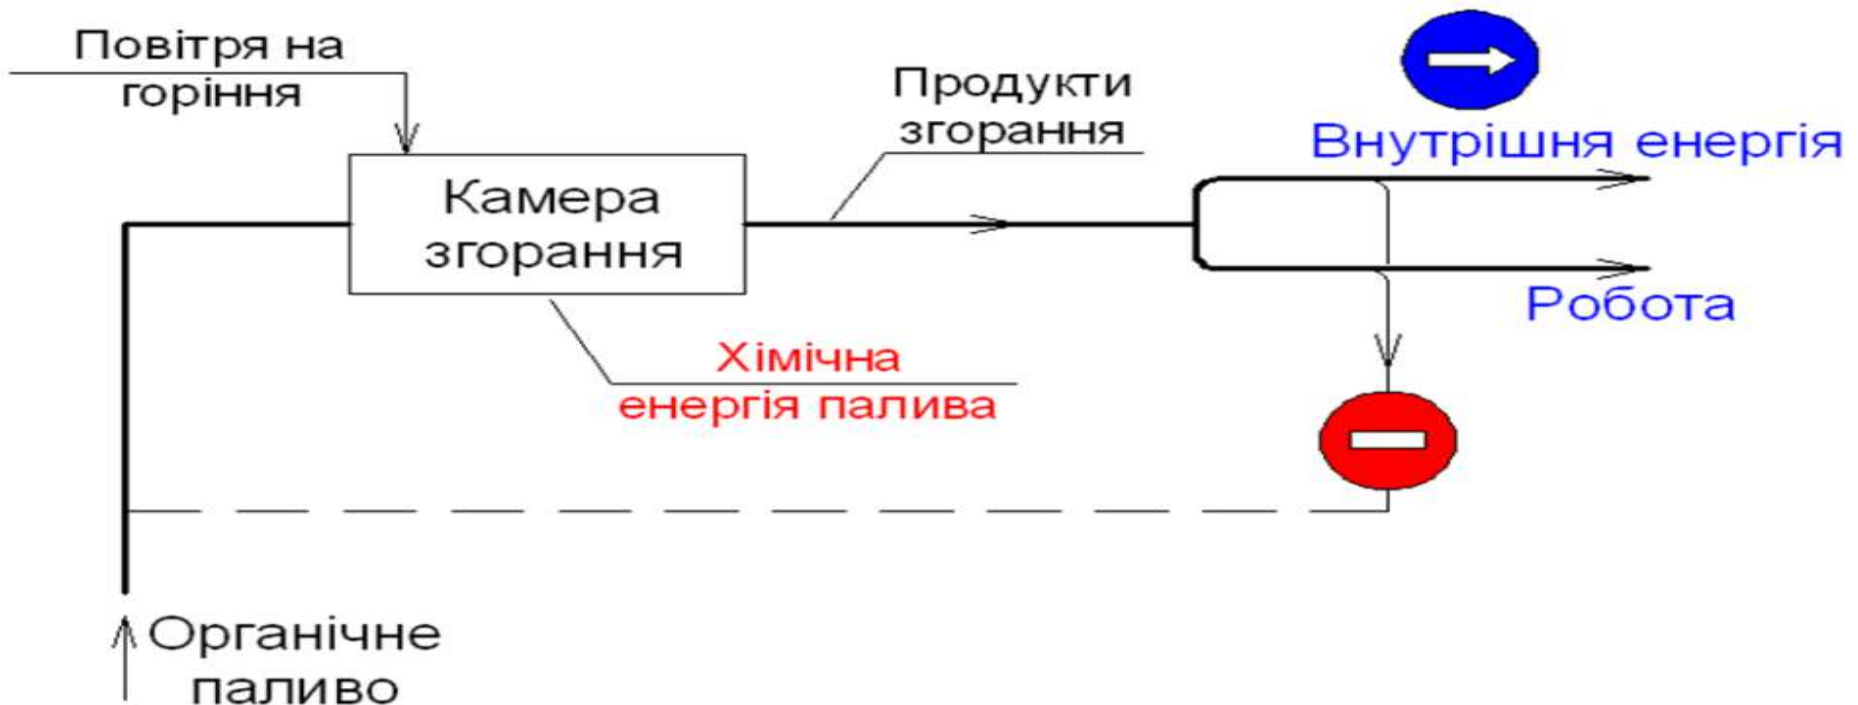 Повітря на
горіння
Продукти
згорання
Внутрішня енергія
Камера
згорання
Робота
Хімічна
енергія палива
Органічне
паливо